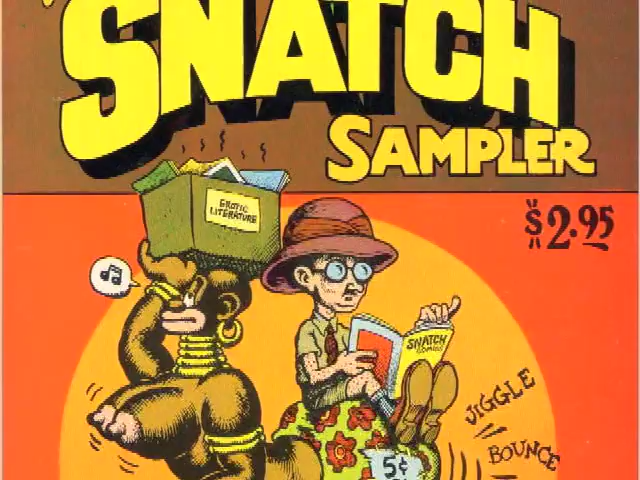 SNATCH
SAMPLER
$2.95
EROTIC
LITERATURE
SNATCH
COMICS
JIGGLE
BOUNCE
5¢